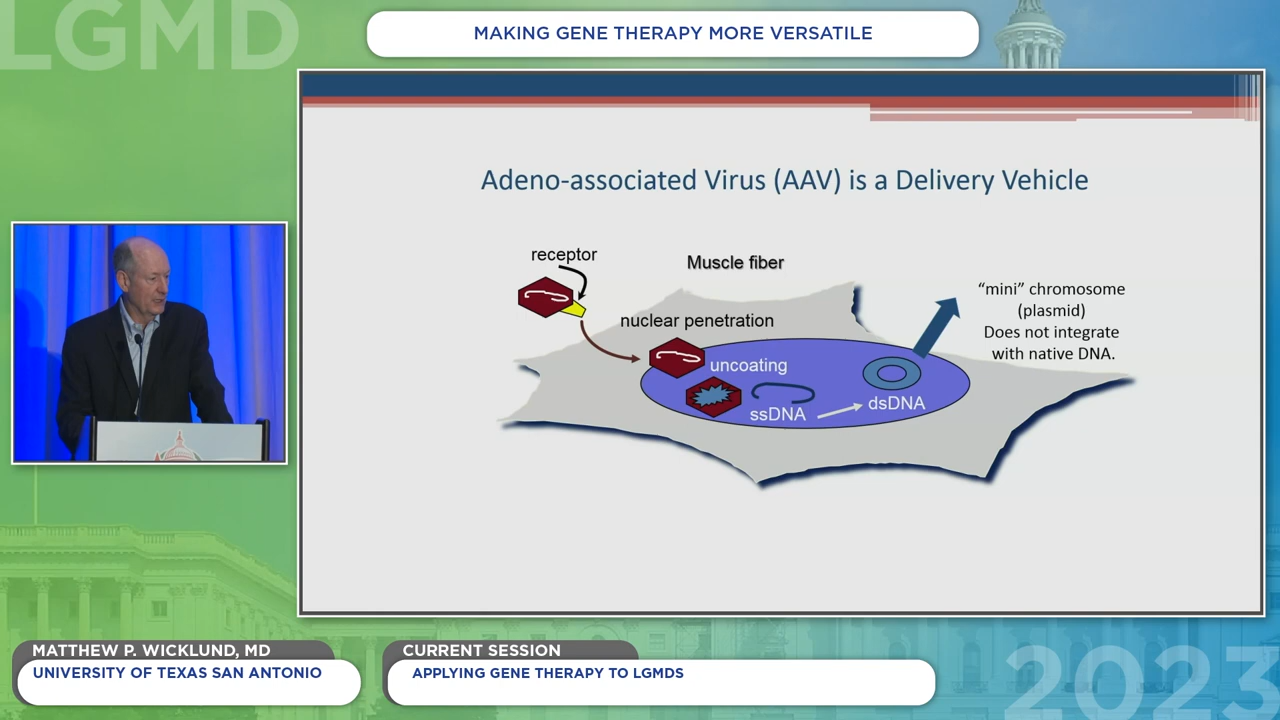 LGMD
MAKING GENE THERAPY MORE VERSATILE
Adeno-associated Virus (AAV) is a Delivery Vehicle
receptor
Muscle fiber
nuclear penetration
uncoating
ssDNA
dsDNA
“mini” chromosome
(plasmid)
Does not integrate
with native DNA.
MATTHEW P. WICKLUND, MD
UNIVERSITY OF TEXAS SAN ANTONIO
CURRENT SESSION
APPLYING GENE THERAPY TO LGMDS
2023